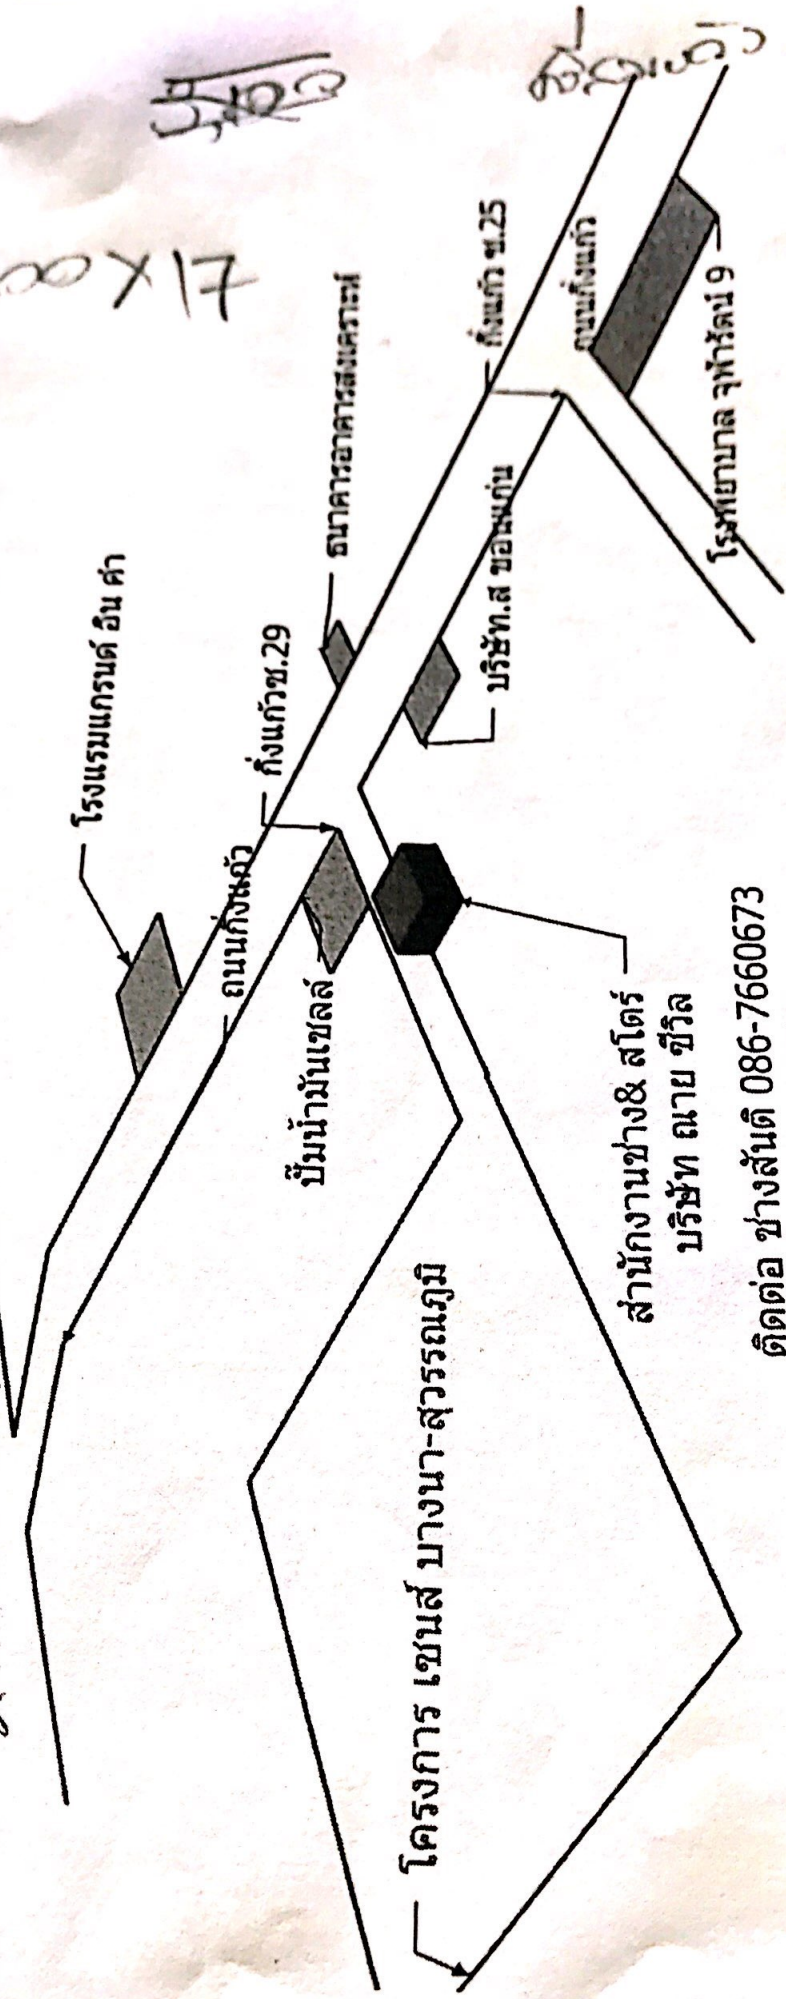 โรงแรมแกรนด์ อิน คำ
ถนนกิ่งแก้ว
กิ่งแก้วซ.29
ธนาคารอาคารสงเคราะห์
ปั๊มน้ำมันเชลล์
บริษัท.ส ขอนแก่น
กิ่งแก้ว ซ.25
ถนนกิ่งแก้ว
โรงพยาบาล จุฬารัตน์ 9
โครงการ เซนส์ บางนา-สุวรรณภูมิ
สำนักงานช่าง& สโตร์
บริษัท ณาย ซีวิล
ติดต่อ ช่างสันติ 086-7660673
X 17